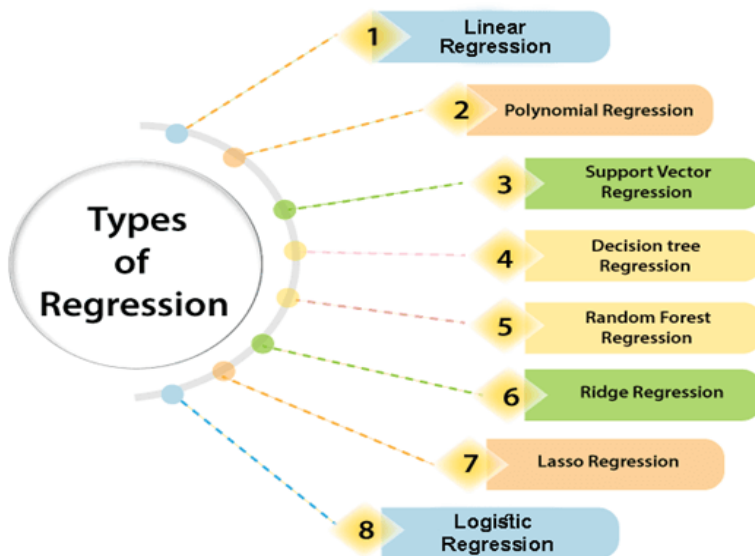 Types
of
Regression
1
Linear
Regression
2
Polynomial Regression
3
Support Vector
Regression
4
Decision tree
Regression
5
Random Forest
Regression
6
Ridge Regression
7
Lasso Regression
8
Logistic
Regression